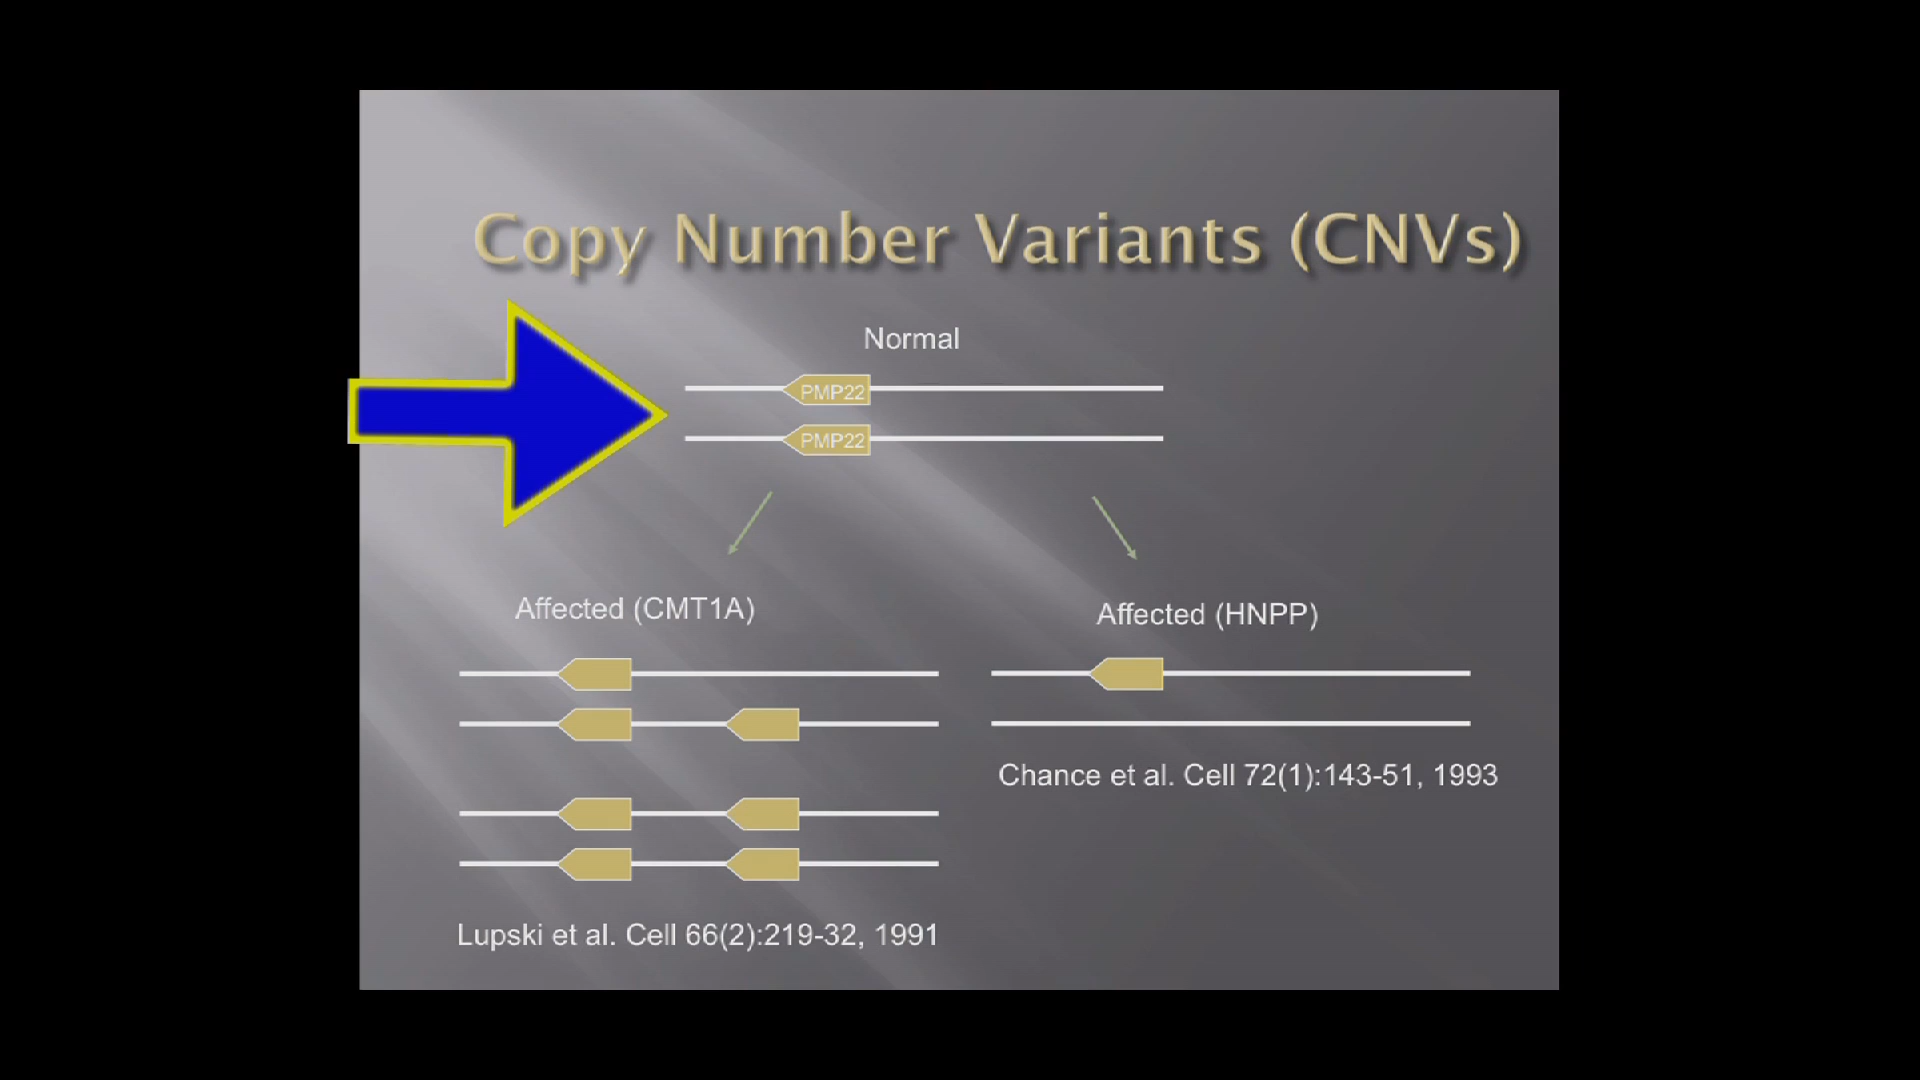 Copy Number Variants (CNVs)
Normal
PMP22
PMP22
Affected (CMT1A)
Affected (HNPP)
Chance et al. Cell 72(1):143-51, 1993
Lupski et al. Cell 66(2):219-32, 1991